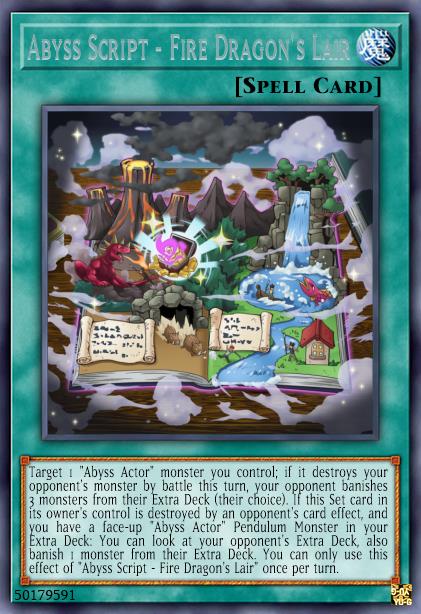 Abyss Script - Fire Dragon's Lair
魔
[Spell Card]
Target 1 "Abyss Actor" monster you control; if it destroys your
opponent's monster by battle this turn, your opponent banishes
3 monsters from their Extra Deck (their choice). If this Set card in
its owner's control is destroyed by an opponent's card effect, and
you have a face-up "Abyss Actor" Pendulum Monster in your
Extra Deck: You can look at your opponent's Extra Deck, also
banish 1 monster from their Extra Deck. You can only use this
effect of "Abyss Script - Fire Dragon's Lair" once per turn.
50179591